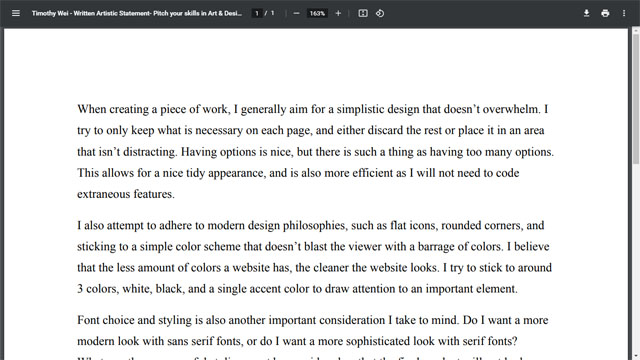 Timothy Wei - Written Artistic Statement- Pitch your skills in Art & Desi...
1 / 1
163%
When creating a piece of work, I generally aim for a simplistic design that doesn't overwhelm. I
try to only keep what is necessary on each page, and either discard the rest or place it in an area
that isn't distracting. Having options is nice, but there is such a thing as having too many options.
This allows for a nice tidy appearance, and is also more efficient as I will not need to code
extraneous features.
I also attempt to adhere to modern design philosophies, such as flat icons, rounded corners, and
sticking to a simple color scheme that doesn't blast the viewer with a barrage of colors. I believe
that the less amount of colors a website has, the cleaner the website looks. I try to stick to around
3 colors, white, black, and a single accent color to draw attention to an important element.
Font choice and styling is also another important consideration I take to mind. Do I want a more
modern look with sans serif fonts, or do I want a more sophisticated look with serif fonts?